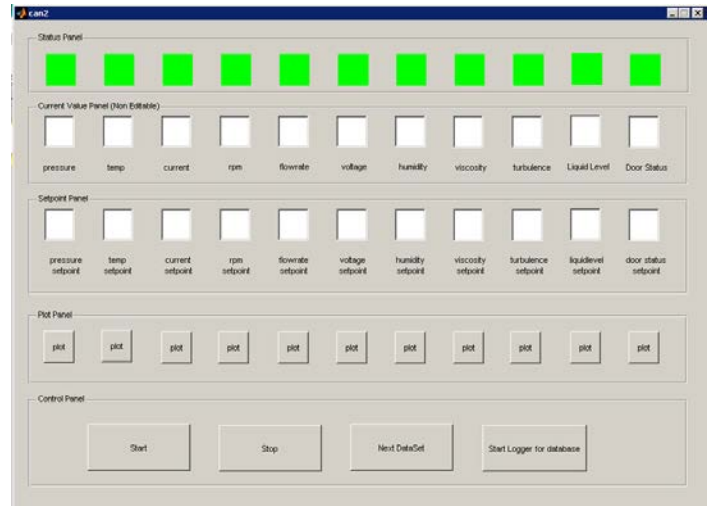 can2
Status Panel
Current Value Panel (Non Editable)
pressure temp current rpm flowrate voltage humidity viscosity turbulence Liquid Level Door Status
Setpoint Panel
pressure temp current rpm flowrate voltage humidity viscosity turbulence liquidlevel door status
setpoint setpoint setpoint setpoint setpoint setpoint setpoint setpoint setpoint setpoint setpoint
Plot Panel
plot plot plot plot plot plot plot plot plot plot plot
Control Panel
Start Stop Next DataSet Start Logger for database